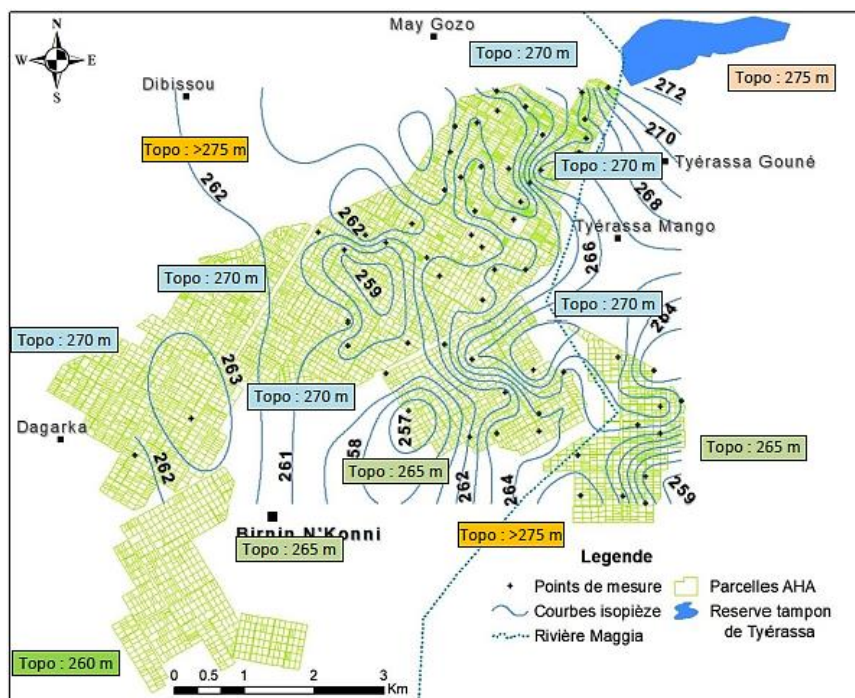 N
W E
S
May Gozo
Topo : 270 m
Topo : 275 m
Dibissou
272
270
Topo : >275 m
Topo : 270 m
Tyérassa Gouné
262
268
262
Tyérassa Mango
266
Topo : 270 m
259
Topo : 270 m
264
Topo : 270 m
263
Topo : 270 m
257
Dagarka
262
261
258
Topo : 265 m
Topo : 265 m
262
264
259
Birnin N'Konni
Topo : >275 m
Topo : 265 m
Legende
Points de mesure
Parcelles AHA
Courbes isopièze
Reserve tampon
de Tyiérassa
Rivière Maggia
Topo : 260 m
0 0.5 1 2 3
Km